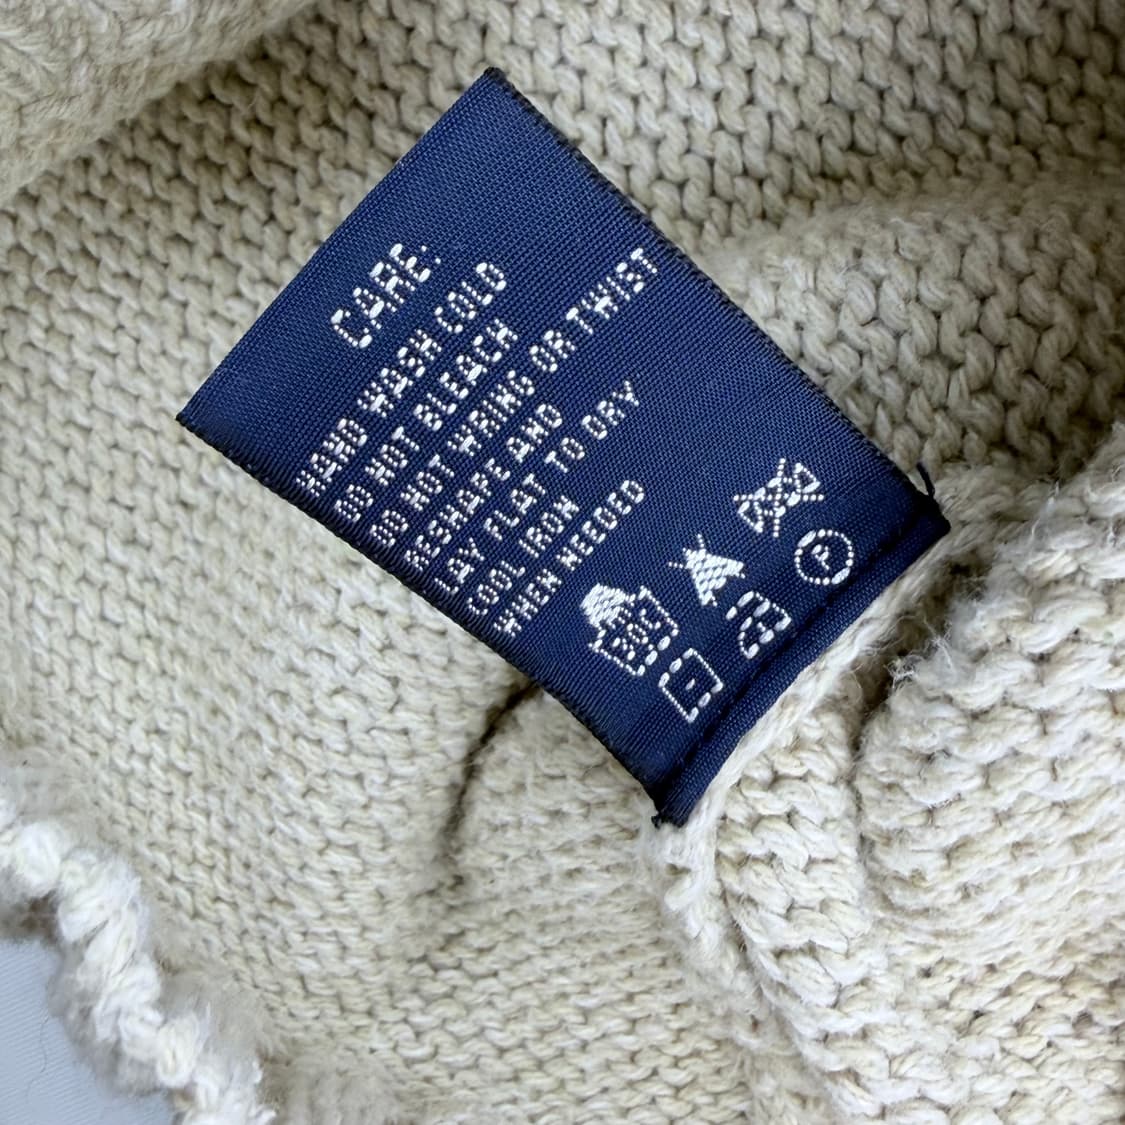 CARE:
HAND WASH COLD
DO NOT BLEACH
DO NOT WRING OR TWIST
RESHAPE AND
LAY FLAT TO DRY
COOL IRON
WHEN NEEDED
30C
P